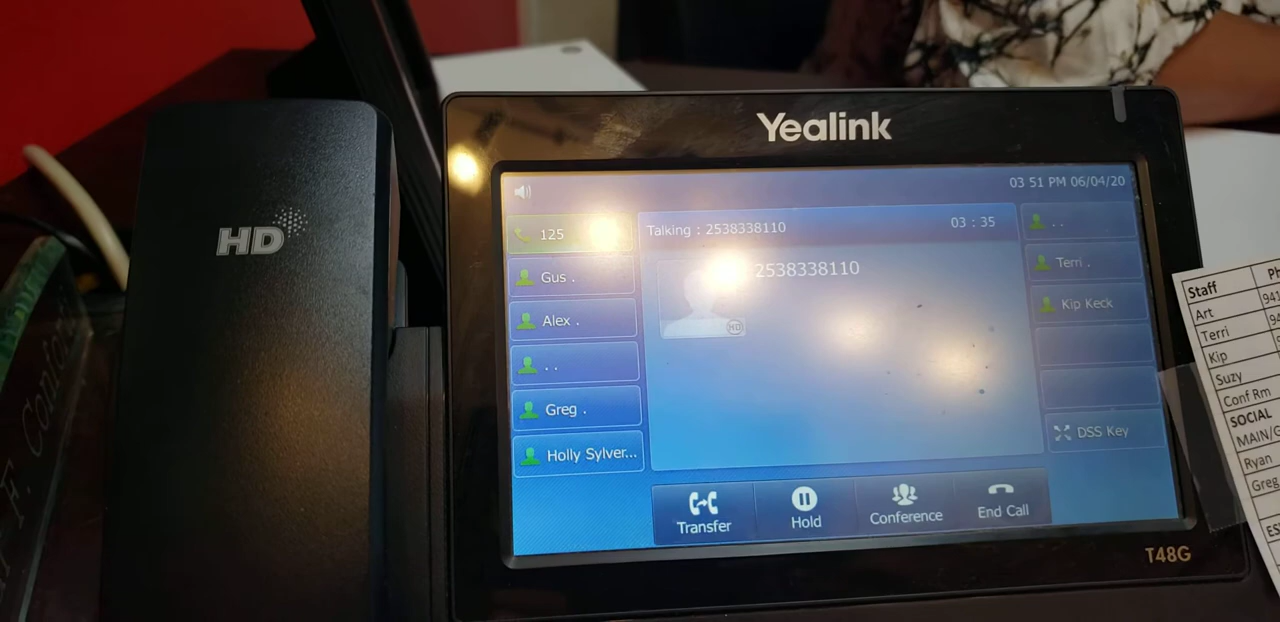 Yealink
HD
03 51 PM 06/04/20
125
Talking : 2538338110
03 : 35
. .
Gus .
2538338110
HD
Terri .
Alex .
Kip Keck
. .
Greg .
Holly Sylver...
DSS Key
Transfer
Hold
Conference
End Call
T48G
Staff
Art
Terri
Kip
Suzy
Conf Rm
SOCIAL
Ryan
Greg